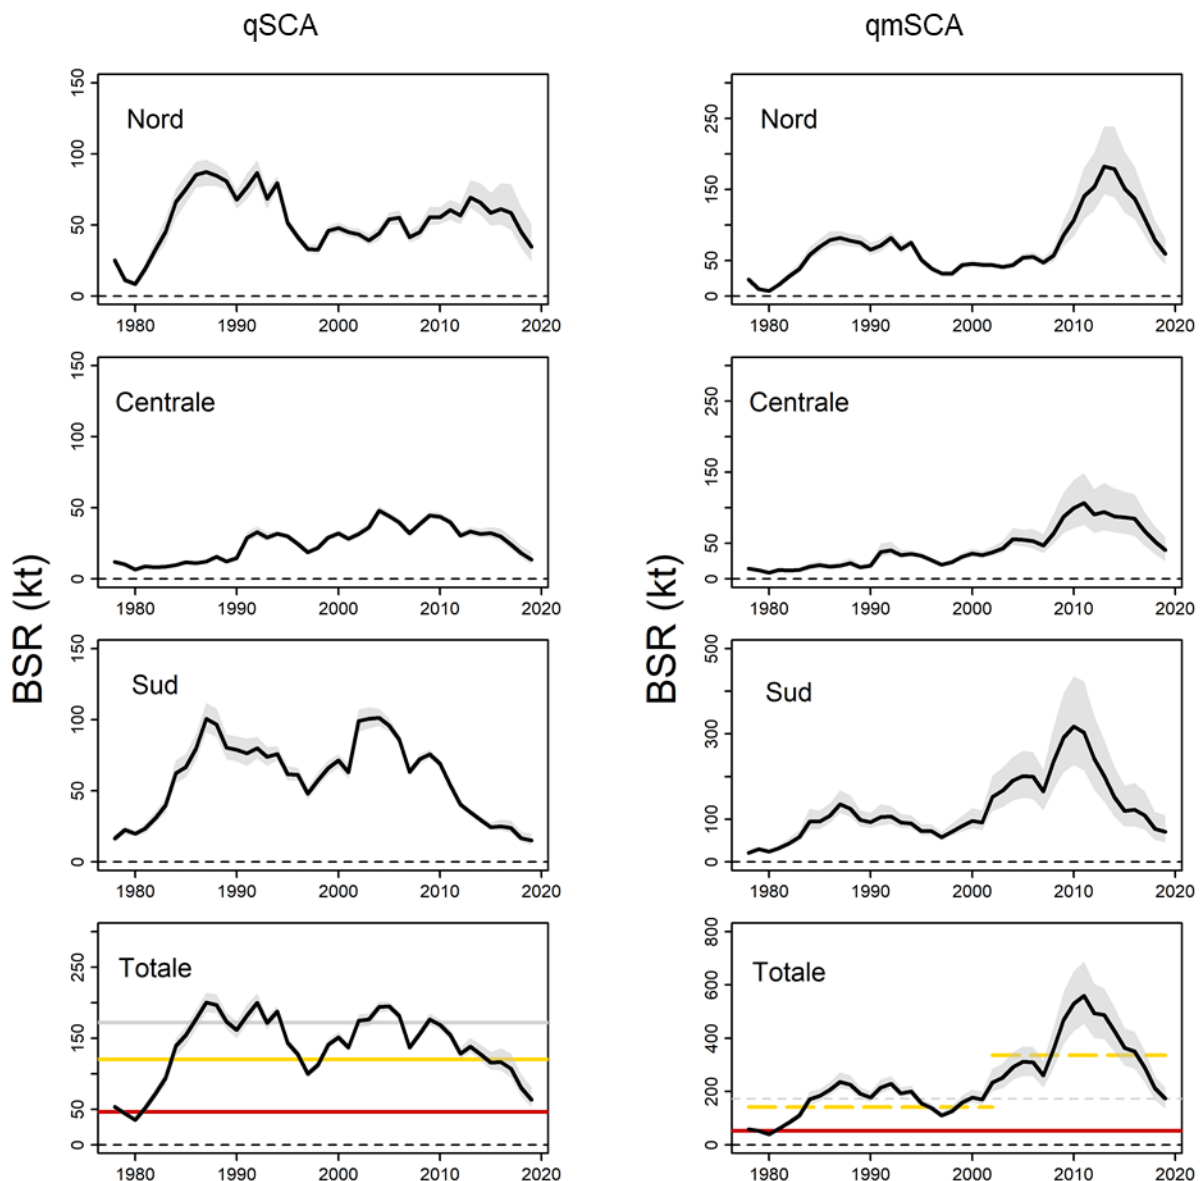 qSCA
qmSCA
BSR (kt)
BSR (kt)
Nord
0 50 100 150
1980 1990 2000 2010 2020
Nord
0 50 150 250
1980 1990 2000 2010 2020
Centrale
0 50 100 150
1980 1990 2000 2010 2020
Centrale
0 50 150 250
1980 1990 2000 2010 2020
Sud
0 50 100 150
1980 1990 2000 2010 2020
Sud
0 100 300 500
1980 1990 2000 2010 2020
Totale
0 50 150 250
1980 1990 2000 2010 2020
Totale
0 200 400 600 800
1980 1990 2000 2010 2020